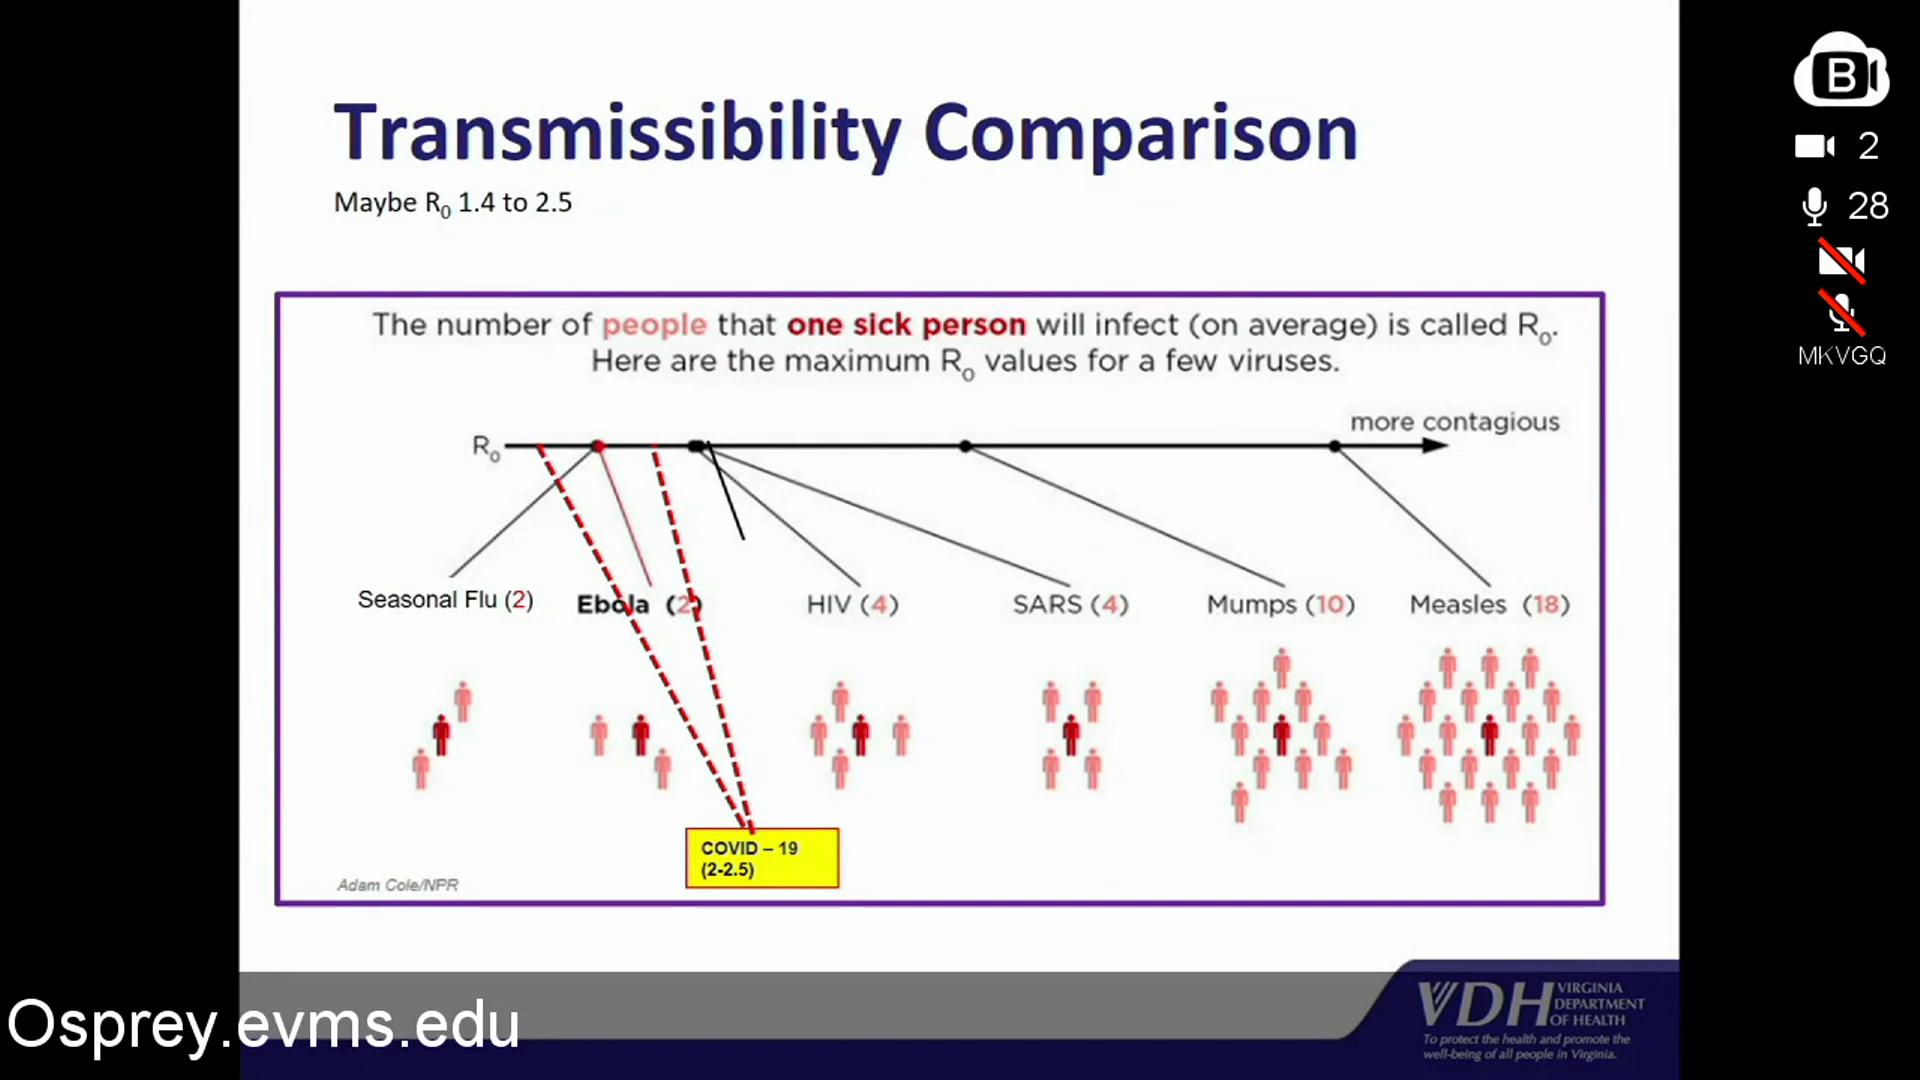 Transmissibility Comparison
Maybe R₀ 1.4 to 2.5
The number of people that one sick person will infect (on average) is called R₀.
Here are the maximum R₀ values for a few viruses.
more contagious
R₀
Seasonal Flu (2)
Ebola (2)
HIV (4)
SARS (4)
Mumps (10)
Measles (18)
COVID – 19
(2-2.5)
Adam Cole/NPR
VDH VIRGINIA
DEPARTMENT
OF HEALTH
To protect the health and promote the
well-being of all people in Virginia.
Osprey.evms.edu
B
2
28
MKVGQ